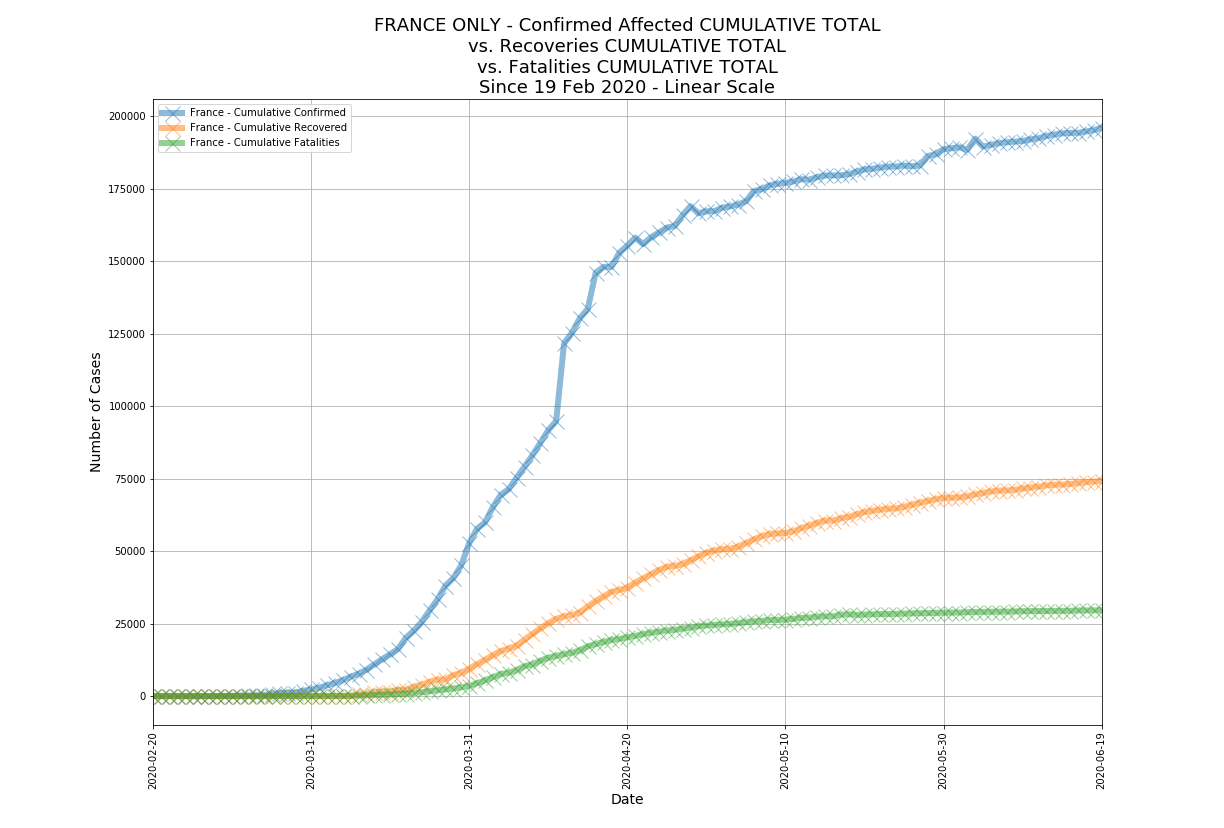 FRANCE ONLY - Confirmed Affected CUMULATIVE TOTAL
vs. Recoveries CUMULATIVE TOTAL
vs. Fatalities CUMULATIVE TOTAL
Since 19 Feb 2020 - Linear Scale
France - Cumulative Confirmed
France - Cumulative Recovered
France - Cumulative Fatalities
Number of Cases
200000
175000
150000
125000
100000
75000
50000
25000
0
2020-02-20
2020-03-11
2020-03-31
2020-04-20
2020-05-10
2020-05-30
2020-06-19
Date